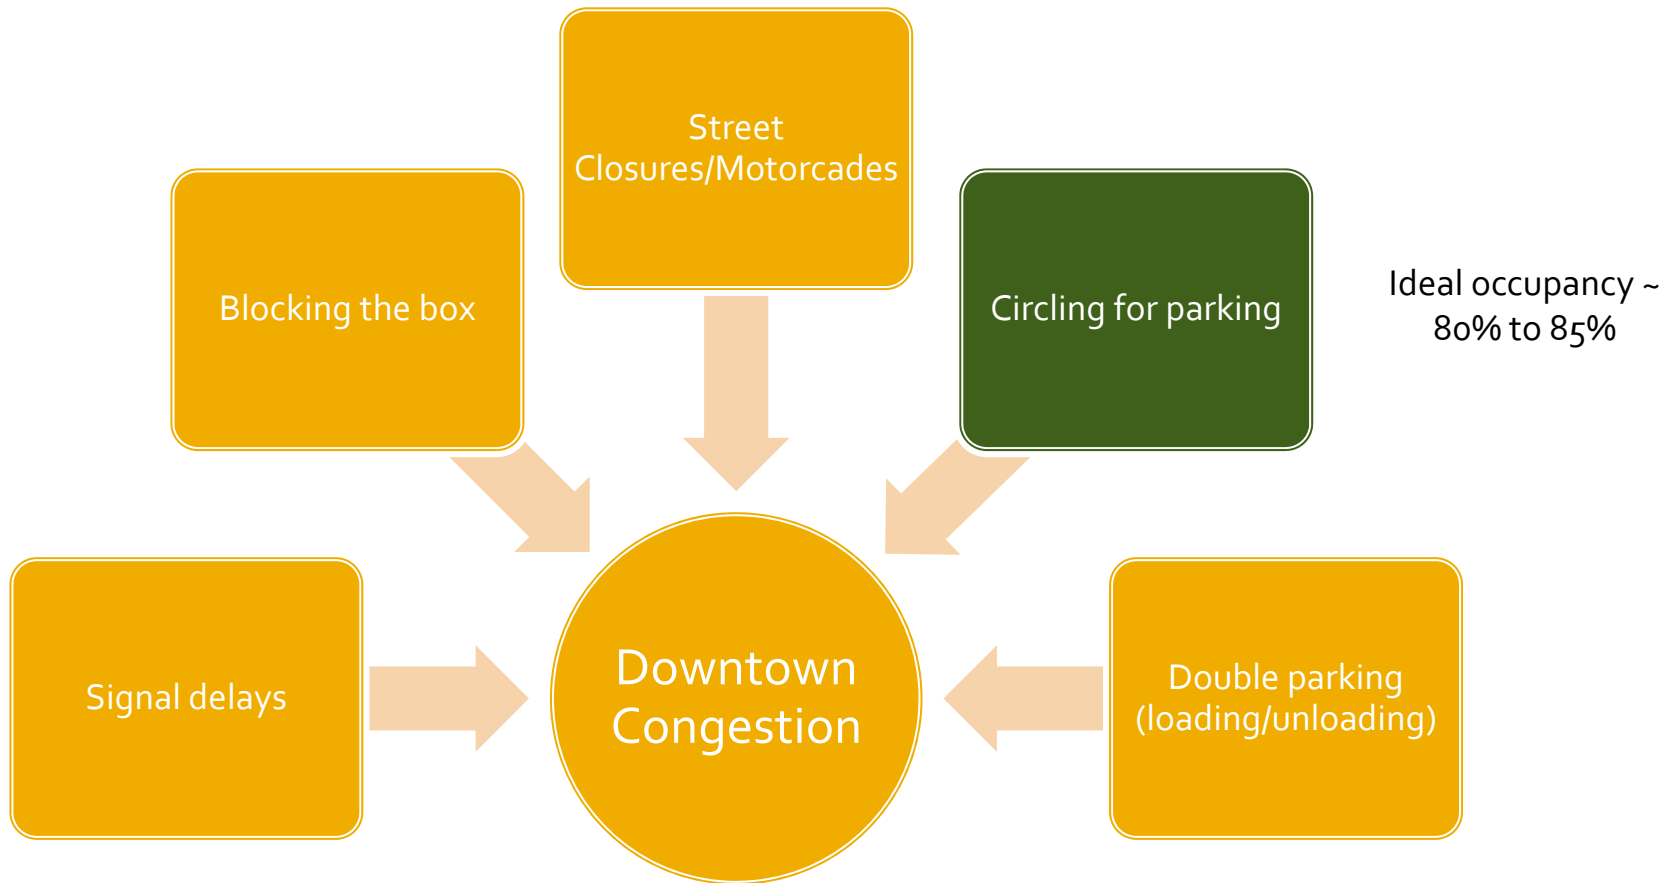 Street
Closures/Motorcades
Blocking the box
Circling for parking
Ideal occupancy ~
80% to 85%
Signal delays
Downtown
Congestion
Double parking
(loading/unloading)